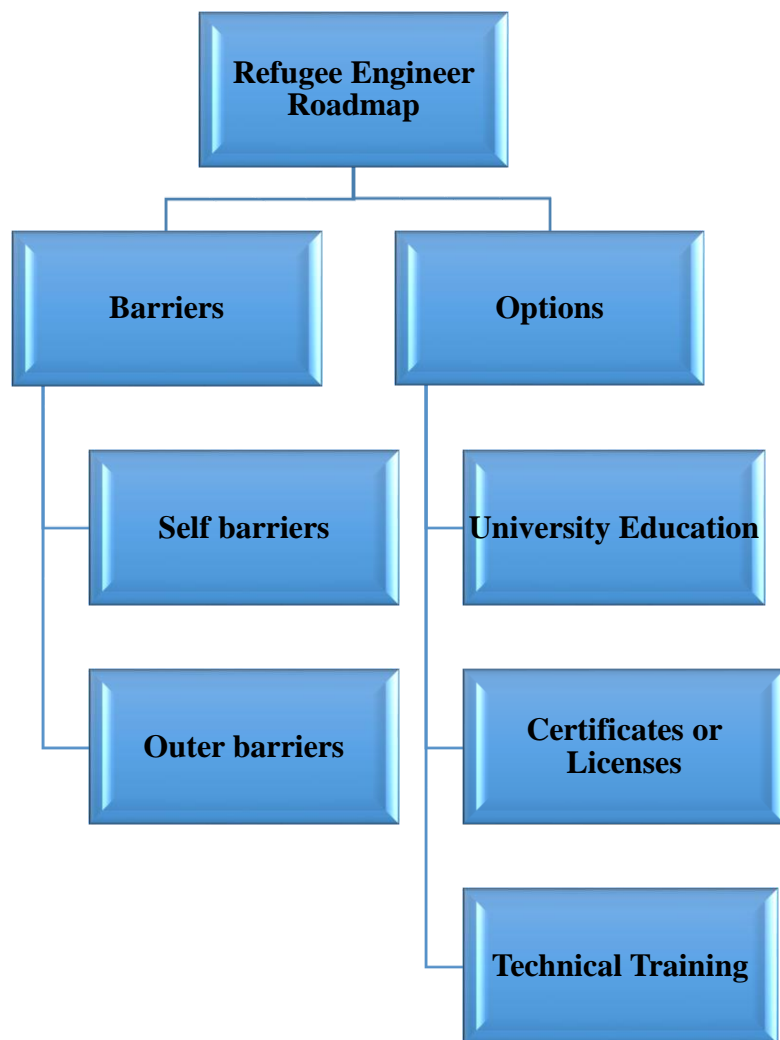 Refugee Engineer
Roadmap
Barriers
Options
Self barriers
University Education
Outer barriers
Certificates or
Licenses
Technical Training